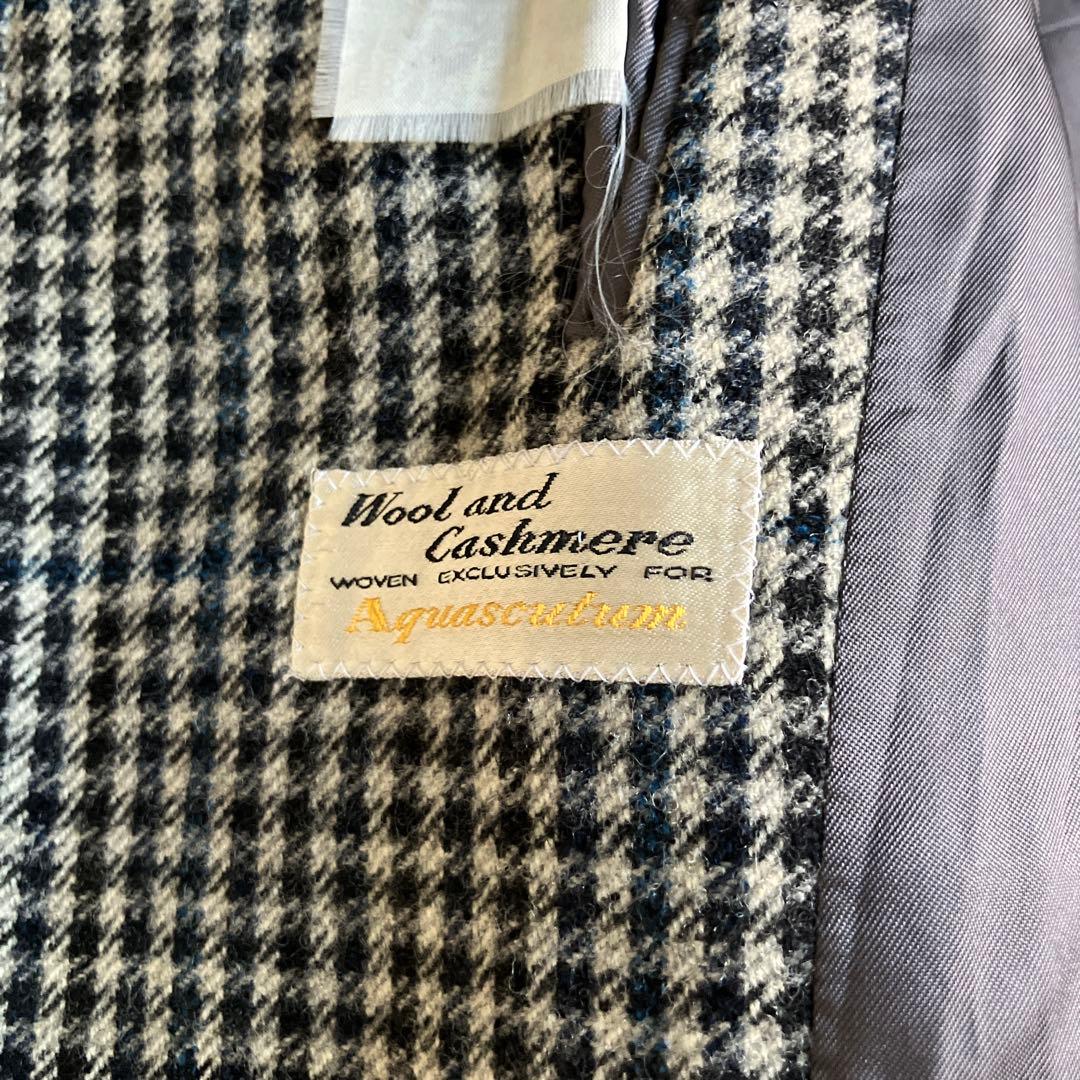 Wool and
Cashmere
WOVEN EXCLUSIVELY FOR
Aquascutum